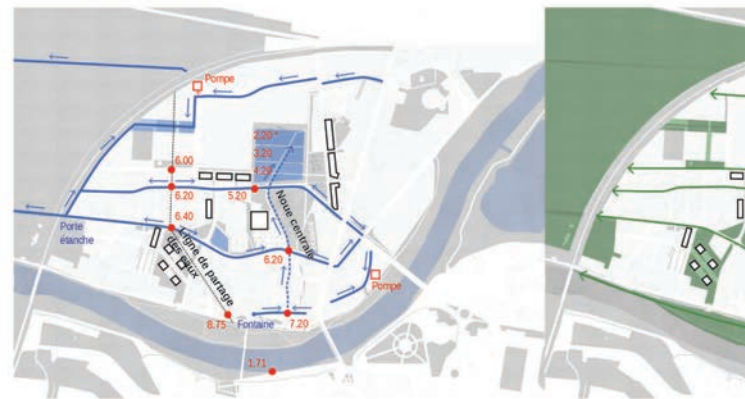 Pompe
2.20
3.20
4.20
6.00
6.20
5.20
6.40
Porte
étanche
Noue centrale
Ligne de partage
des eaux
6.20
Pompe
8.75
Fontaine
7.20
1.71